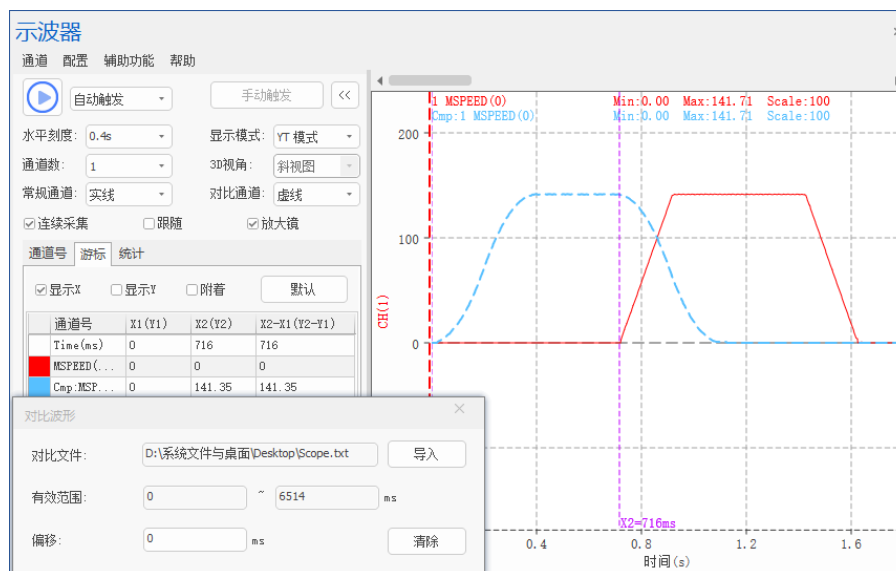 示波器
通道 配置 辅助功能 帮助
自动触发 手动触发 <<
水平刻度: 0.4s 显示模式: YT 模式
通道数: 1 3D视角: 斜视图
常规通道: 实线 对比通道: 虚线
连续采集 跟随 放大镜
通道号 游标 统计
显示X 显示Y 附着 默认
通道号 X1(Y1) X2(Y2) X2-X1(Y2-Y1)
Time(ms) 0 716 716
MSPEED(... 0 0 0
Cmp:MSP... 0 141.35 141.35
对比波形
对比文件: D:\系统文件与桌面\Desktop\Scope.txt 导入
有效范围: 0 ~ 6514 ms
偏移: 0 ms 清除
1 MSPEED(0) Min:0.00 Max:141.71 Scale:100
Cmp:1 MSPEED(0) Min:0.00 Max:141.71 Scale:100
200
100
CH(1)
0
X2=716ms
0.4 0.8 1.2 1.6
时间(s)